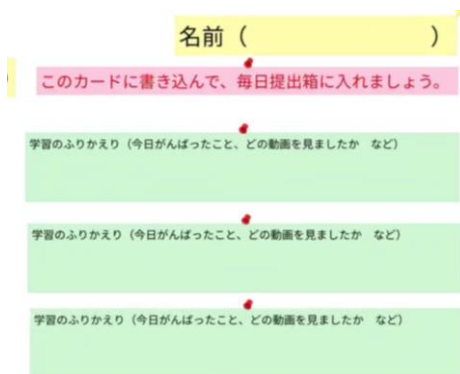 名前（　　　　　　　　）
このカードに書き込んで、毎日提出箱に入れましょう。
学習のふりかえり（今日がんばったこと、どの動画を見ましたか　など）
学習のふりかえり（今日がんばったこと、どの動画を見ましたか　など）
学習のふりかえり（今日がんばったこと、どの動画を見ましたか　など）